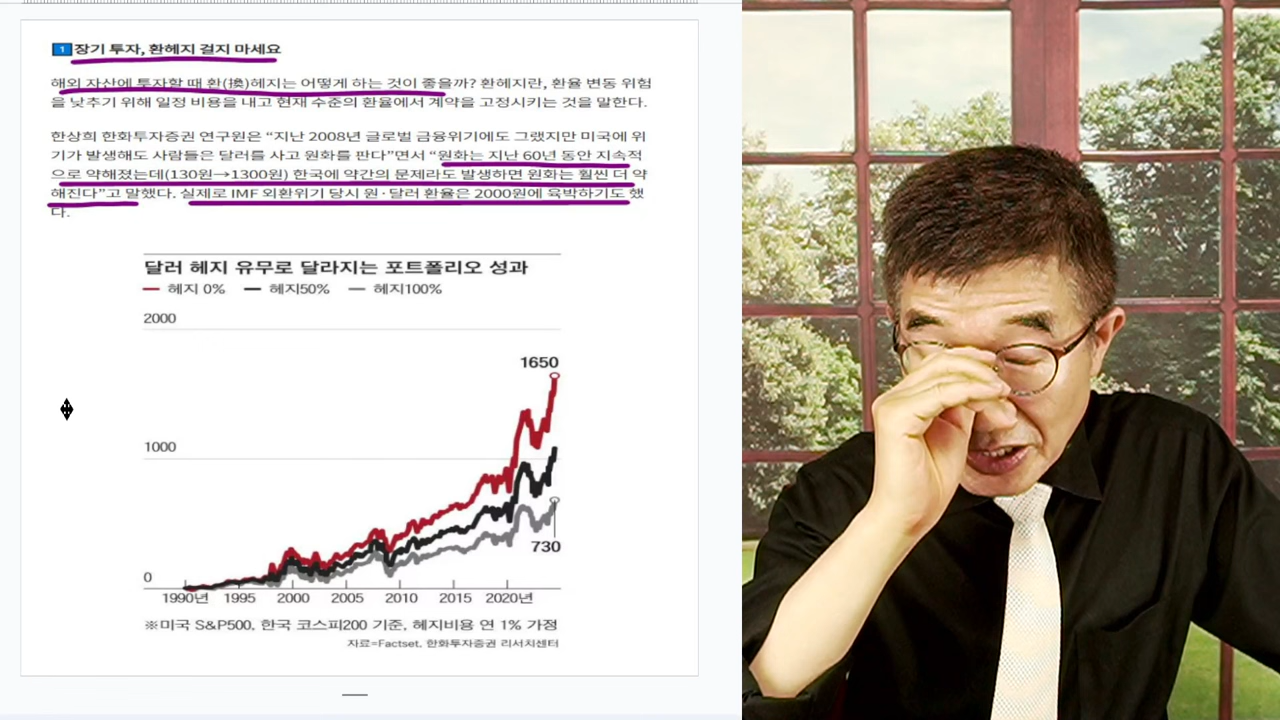 1 장기 투자, 환헤지 걸지 마세요
해외 자산에 투자할 때 환(換)헤지는 어떻게 하는 것이 좋을까? 환헤지란, 환율 변동 위험
을 낮추기 위해 일정 비용을 내고 현재 수준의 환율에서 계약을 고정시키는 것을 말한다.
한상희 한화투자증권 연구원은 “지난 2008년 글로벌 금융위기에도 그랬지만 미국에 위
기가 발생해도 사람들은 달러를 사고 원화를 판다”면서 “원화는 지난 60년 동안 지속적
으로 약해졌는데(130원→1300원) 한국에 약간의 문제라도 발생하면 원화는 훨씬 더 약
해진다”고 말했다. 실제로 IMF 외환위기 당시 원·달러 환율은 2000원에 육박하기도 했
다.
달러 헤지 유무로 달라지는 포트폴리오 성과
헤지 0% 헤지50% 헤지100%
2000
1650
1000
730
0
1990년 1995 2000 2005 2010 2015 2020년
※미국 S&P500, 한국 코스피200 기준, 헤지비용 연 1% 가정
자료=Factset, 한화투자증권 리서치센터